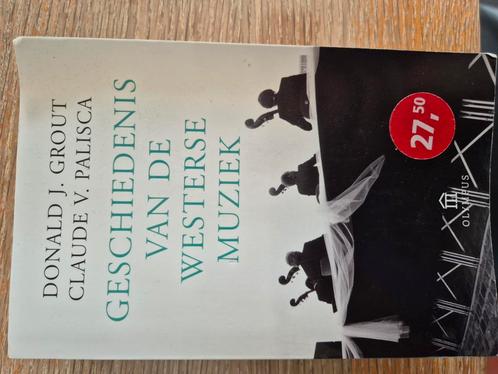 DONALD J. GROUT
CLAUDE V. PALISCA
GESCHIEDENIS
VAN DE
WESTERSE
MUZIEK
27,50
OLYMPUS